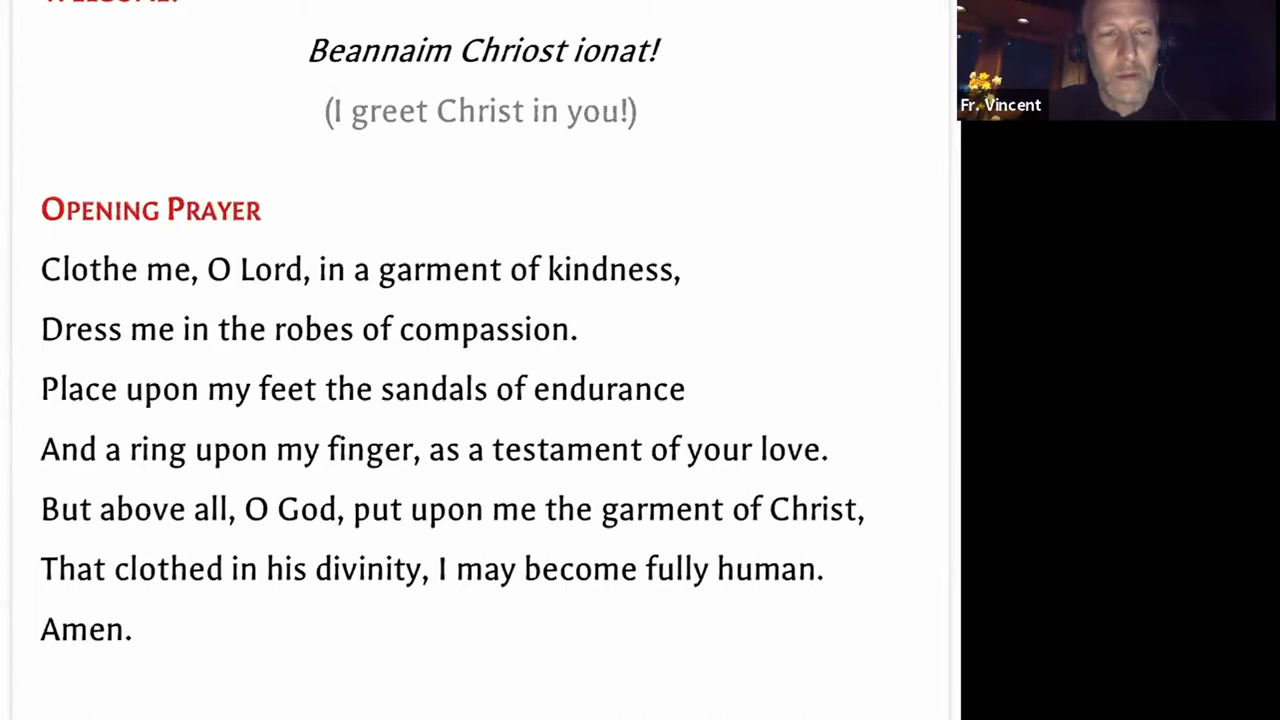 Beannaim Chriost ionat!
(I greet Christ in you!)
Opening Prayer
Clothe me, O Lord, in a garment of kindness,
Dress me in the robes of compassion.
Place upon my feet the sandals of endurance
And a ring upon my finger, as a testament of your love.
But above all, O God, put upon me the garment of Christ,
That clothed in his divinity, I may become fully human.
Amen.
Fr. Vincent